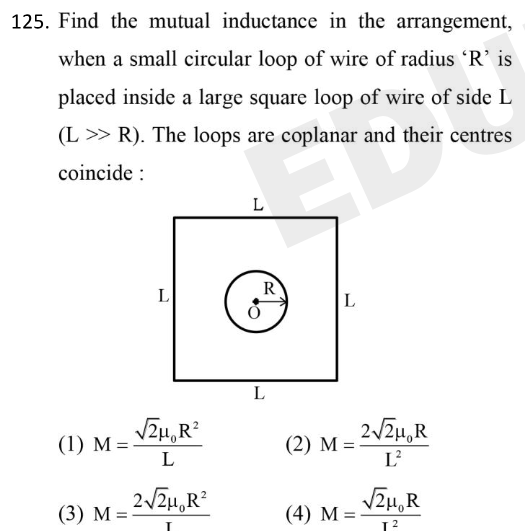 125. Find the mutual inductance in the arrangement,
when a small circular loop of wire of radius ‘R’ is
placed inside a large square loop of wire of side L
(L >> R). The loops are coplanar and their centres
coincide :
L
L R L
O
L
(1) M = √2μ₀R²/L (2) M = 2√2μ₀R/L²
(3) M = 2√2μ₀R²/L (4) M = √2μ₀R/L²
EDU